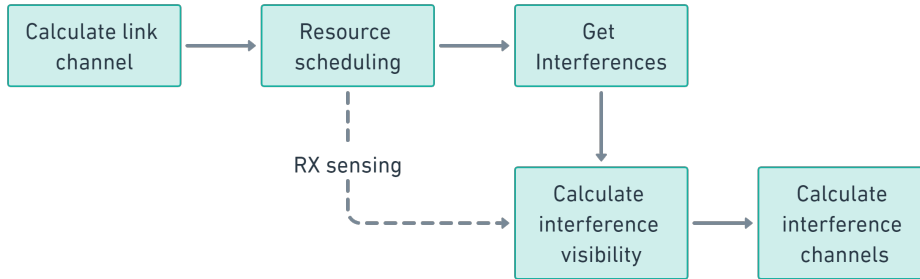 Calculate link
channel
Resource
scheduling
Get
Interferences
RX sensing
Calculate
interference
visibility
Calculate
interference
channels